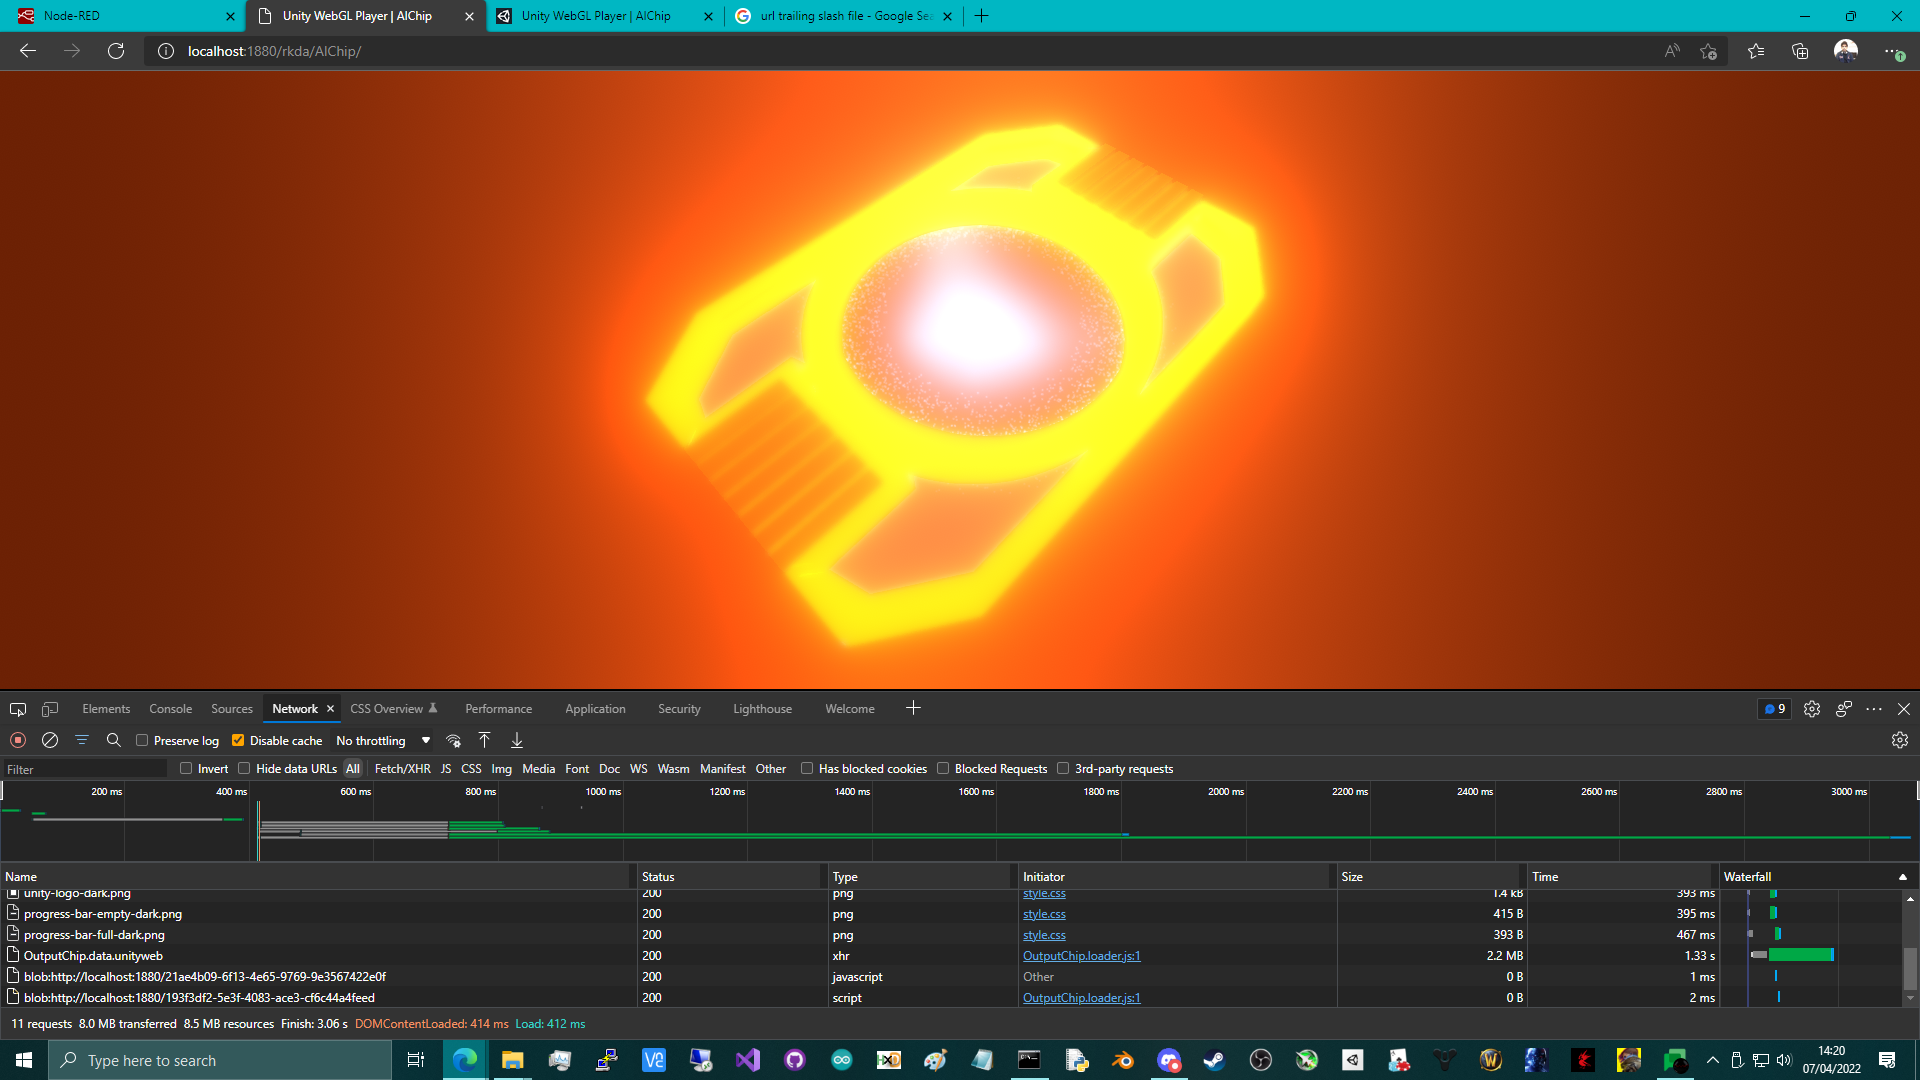 Node-RED
Unity WebGL Player | AIChip
Unity WebGL Player | AIChip
url trailing slash file - Google Sea
localhost:1880/rkda/AIChip/
Elements Console Sources Network CSS Overview Performance Application Security Lighthouse Welcome
9
Preserve log Disable cache No throttling
Filter Invert Hide data URLs All Fetch/XHR JS CSS Img Media Font Doc WS Wasm Manifest Other Has blocked cookies Blocked Requests 3rd-party requests
200 ms 400 ms 600 ms 800 ms 1000 ms 1200 ms 1400 ms 1600 ms 1800 ms 2000 ms 2200 ms 2400 ms 2600 ms 2800 ms 3000 ms
Name Status Type Initiator Size Time Waterfall
unity-logo-dark.png 200 png style.css 1.4 kB 393 ms
progress-bar-empty-dark.png 200 png style.css 415 B 395 ms
progress-bar-full-dark.png 200 png style.css 393 B 467 ms
OutputChip.data.unityweb 200 xhr OutputChip.loader.js:1 2.2 MB 1.33 s
blob:http://localhost:1880/21ae4b09-6f13-4e65-9769-9e3567422e0f 200 javascript Other 0 B 1 ms
blob:http://localhost:1880/193f3df2-5e3f-4083-ace3-cf6c44a4feed 200 script OutputChip.loader.js:1 0 B 2 ms
11 requests 8.0 MB transferred 8.5 MB resources Finish: 3.06 s DOMContentLoaded: 414 ms Load: 412 ms
Type here to search
14:20
07/04/2022